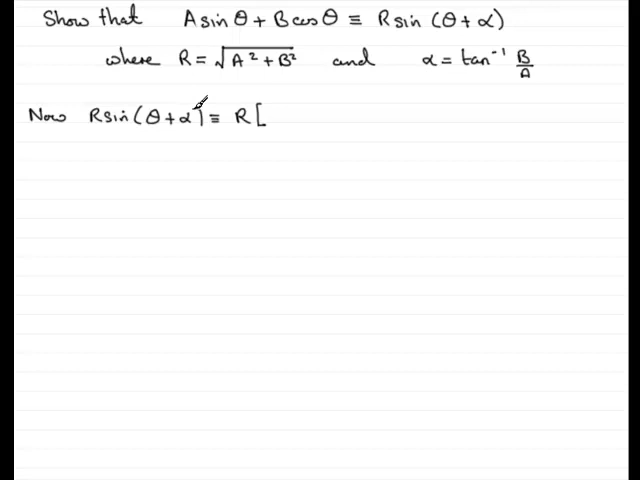 Show that A sin θ + B cos θ ≡ R sin (θ + α)
where R = √A² + B² and α = tan⁻¹ B/A
Now R sin (θ + α) ≡ R [